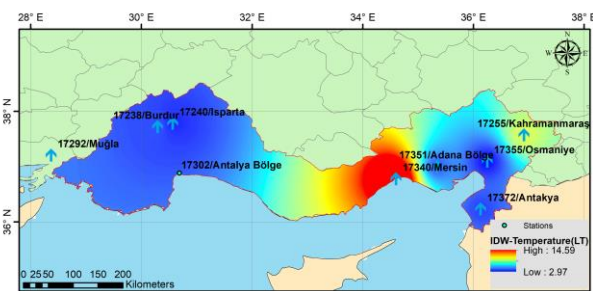 28° E 30° E 32° E 34° E 36° E 38° E
N
W E
S
38° N
36° N
17238/Burdur
17240/Isparta
17292/Muğla
17302/Antalya Bölge
17255/Kahramanmaraş
17351/Adana Bölge
17355/Osmaniye
17340/Mersin
17372/Antakya
Stations
IDW-Temperature(LT)
High : 14.59
Low : 2.97
0 25 50 100 150 200
Kilometers